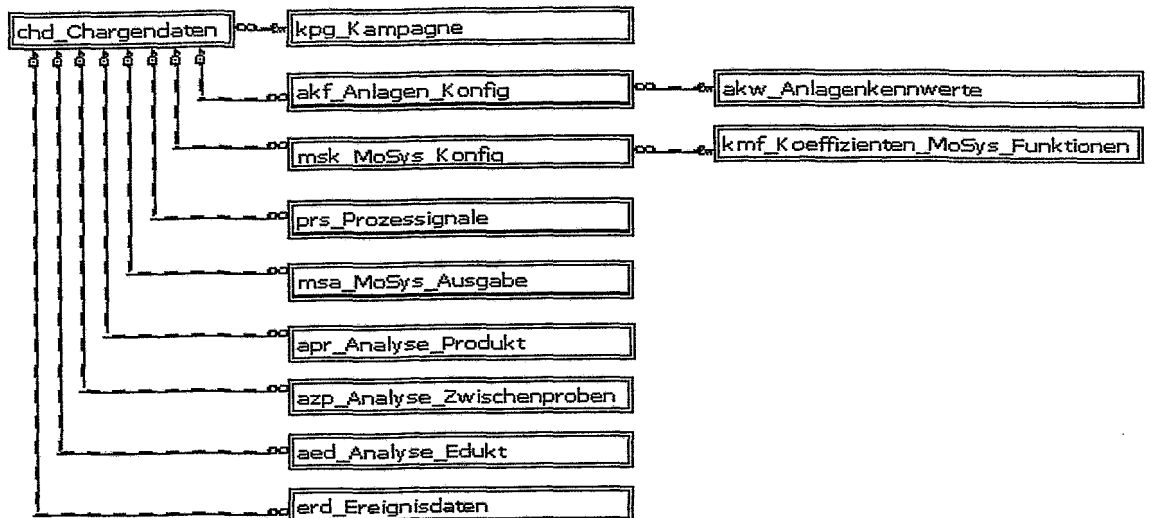 chd_Chargendaten
kpg_Kampagne
akf_Anlagen_Konfig
akw_Anlagenkennwerte
msk_MoSys_Konfig
kmf_Koeffizienten_MoSys_Funktionen
prs_Prozessignale
msa_MoSys_Ausgabe
apr_Analyse_Produkt
azp_Analyse_Zwischenproben
aed_Analyse_Edukt
erd_Ereignisdaten